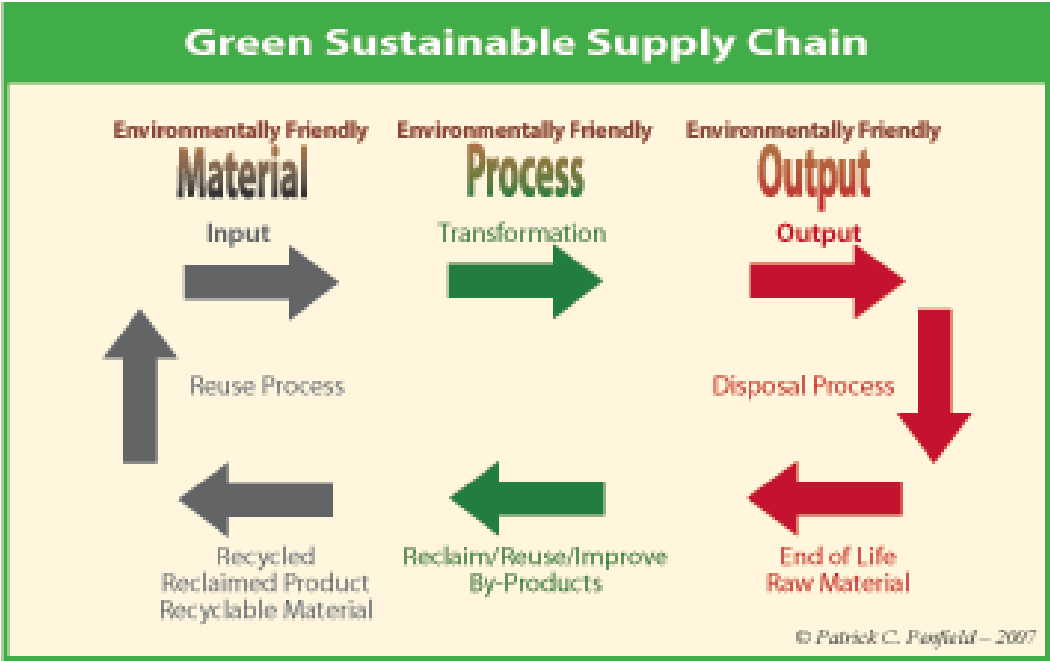 Green Sustainable Supply Chain
Environmentally Friendly
Material
Input
Environmentally Friendly
Process
Transformation
Environmentally Friendly
Output
Output
Reuse Process
Disposal Process
Recycled
Reclaimed Product
Recyclable Material
Reclaim/Reuse/Improve
By-Products
End of Life
Raw Material
© Patrick C. Penfield – 2007